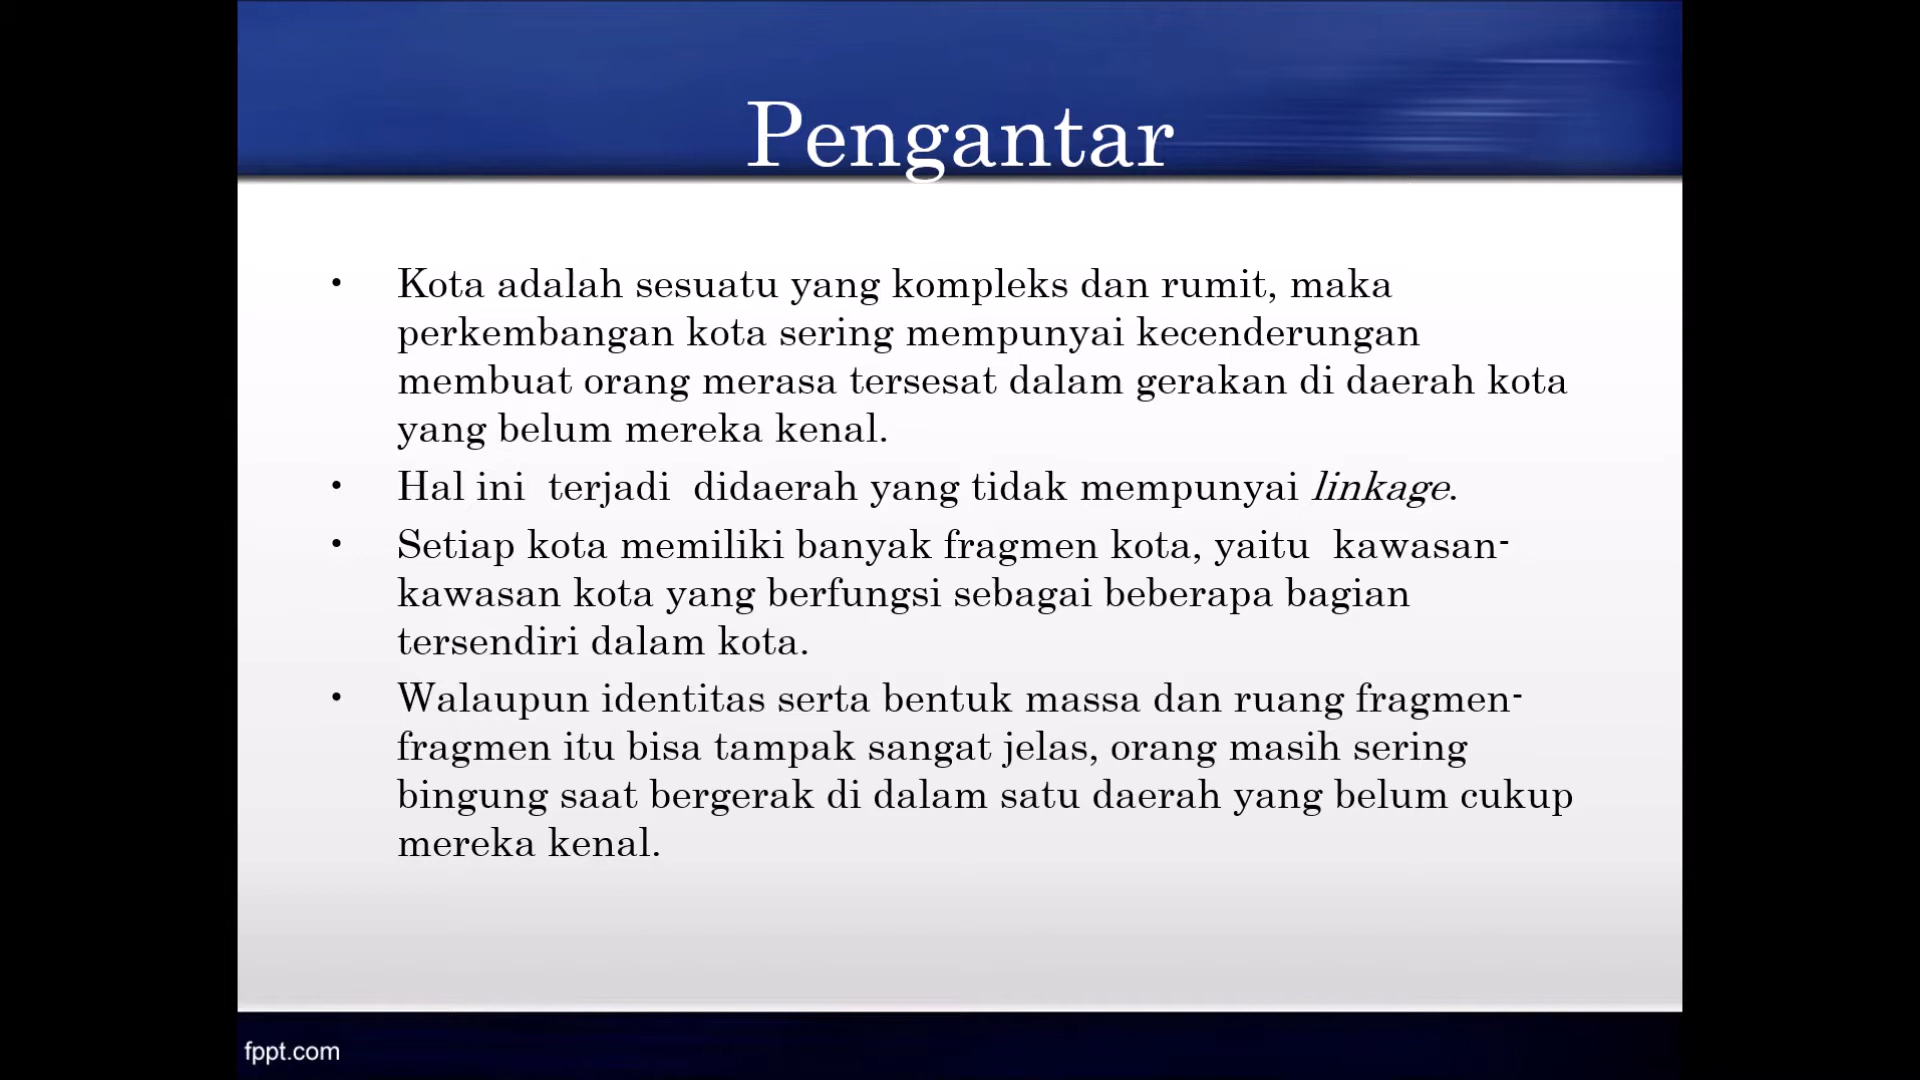 Pengantar
• Kota adalah sesuatu yang kompleks dan rumit, maka
perkembangan kota sering mempunyai kecenderungan
membuat orang merasa tersesat dalam gerakan di daerah kota
yang belum mereka kenal.
• Hal ini  terjadi  didaerah yang tidak mempunyai linkage.
• Setiap kota memiliki banyak fragmen kota, yaitu  kawasan-
kawasan kota yang berfungsi sebagai beberapa bagian
tersendiri dalam kota.
• Walaupun identitas serta bentuk massa dan ruang fragmen-
fragmen itu bisa tampak sangat jelas, orang masih sering
bingung saat bergerak di dalam satu daerah yang belum cukup
mereka kenal.
fppt.com